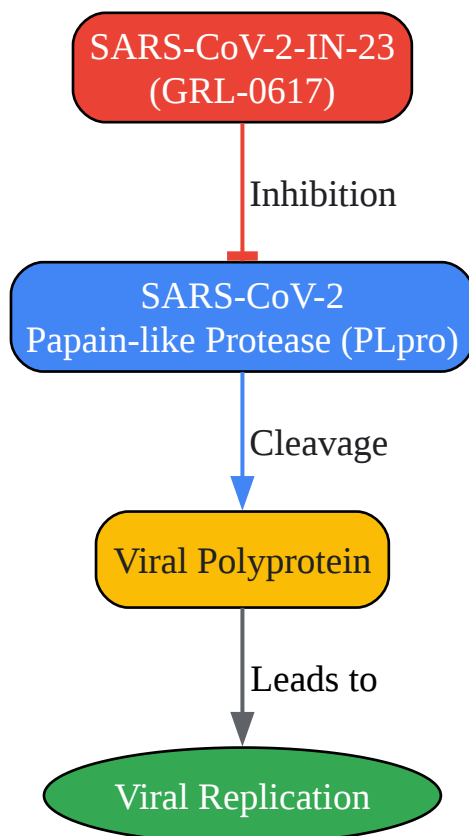 SARS-CoV-2-IN-23
(GRL-0617)
Inhibition
SARS-CoV-2
Papain-like Protease (PLpro)
Cleavage
Viral Polyprotein
Leads to
Viral Replication